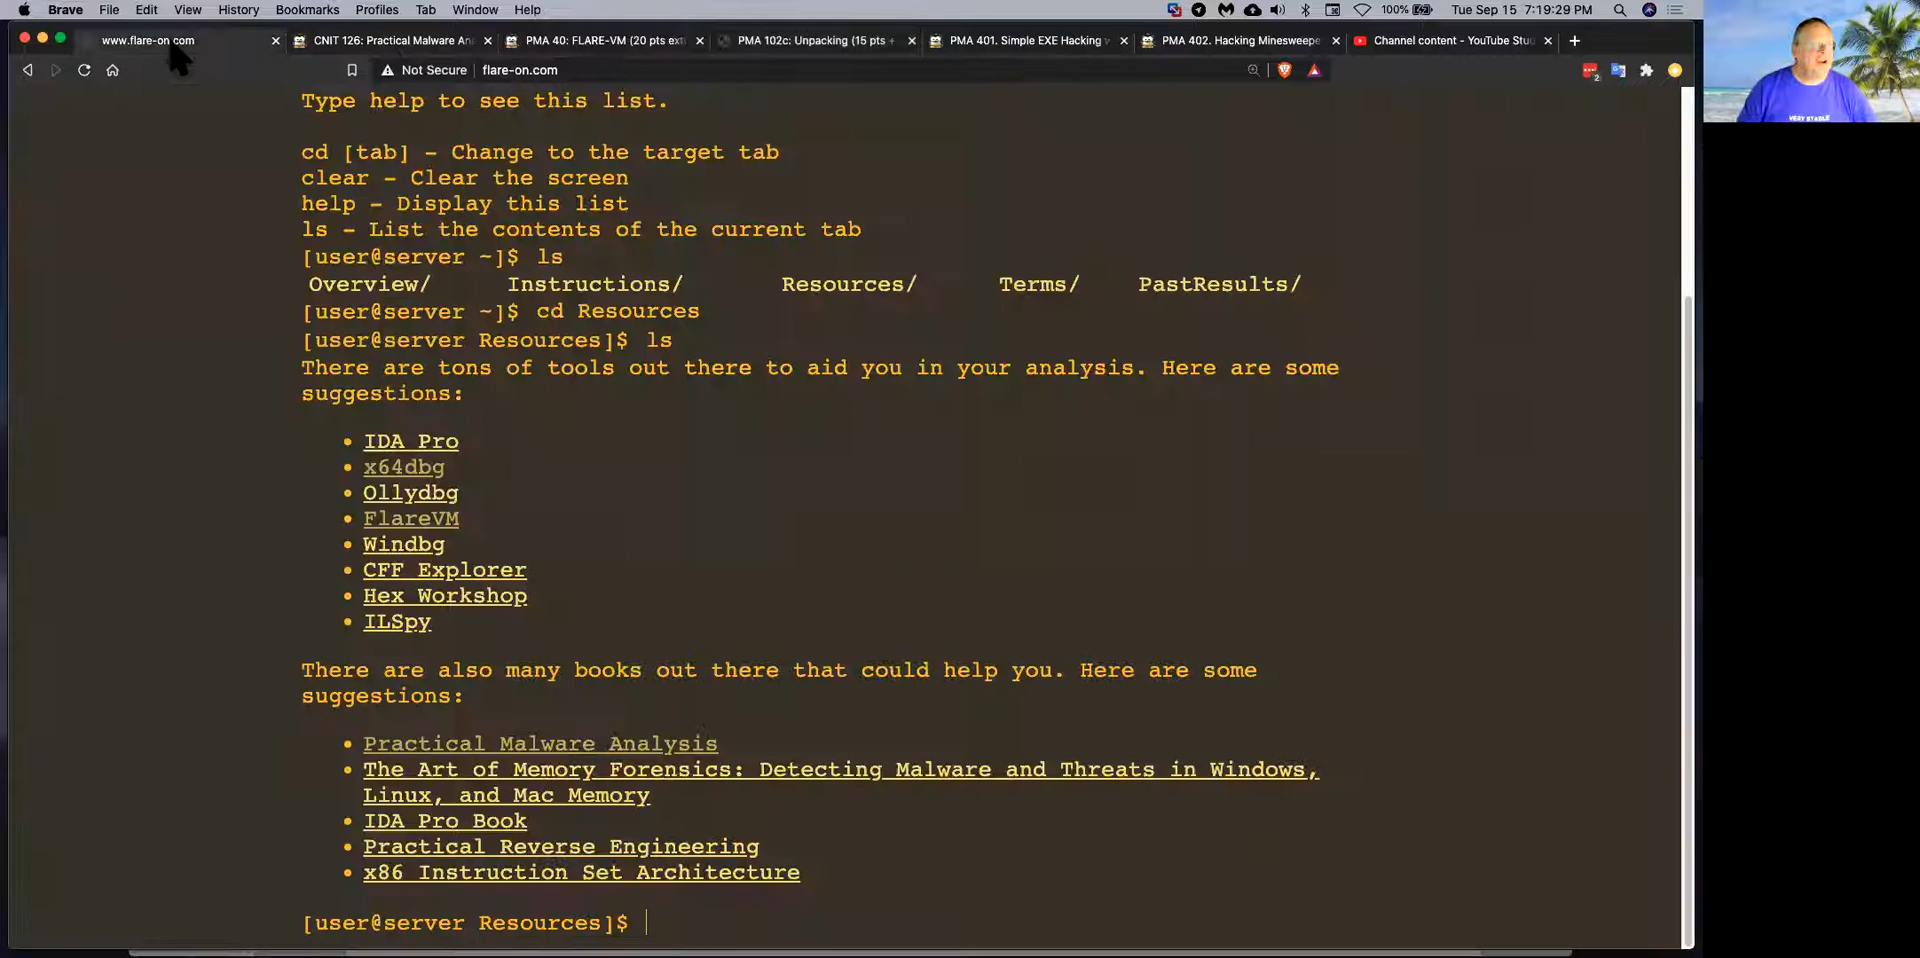 Brave File Edit View History Bookmarks Profiles Tab Window Help 100% Tue Sep 15 7:19:29 PM
www.flare-on.com CNIT 126: Practical Malware An PMA 40: FLARE-VM (20 pts ext PMA 102c: Unpacking (15 pts + PMA 401. Simple EXE Hacking PMA 402. Hacking Minesweepe Channel content - YouTube Stu
Not Secure flare-on.com
Type help to see this list.
cd [tab] - Change to the target tab
clear - Clear the screen
help - Display this list
ls - List the contents of the current tab
[user@server ~]$ ls
Overview/ Instructions/ Resources/ Terms/ PastResults/
[user@server ~]$ cd Resources
[user@server Resources]$ ls
There are tons of tools out there to aid you in your analysis. Here are some
suggestions:
• IDA Pro
• x64dbg
• Ollydbg
• FlareVM
• Windbg
• CFF Explorer
• Hex Workshop
• ILSpy
There are also many books out there that could help you. Here are some
suggestions:
• Practical Malware Analysis
• The Art of Memory Forensics: Detecting Malware and Threats in Windows,
Linux, and Mac Memory
• IDA Pro Book
• Practical Reverse Engineering
• x86 Instruction Set Architecture
[user@server Resources]$
VERY STABLE